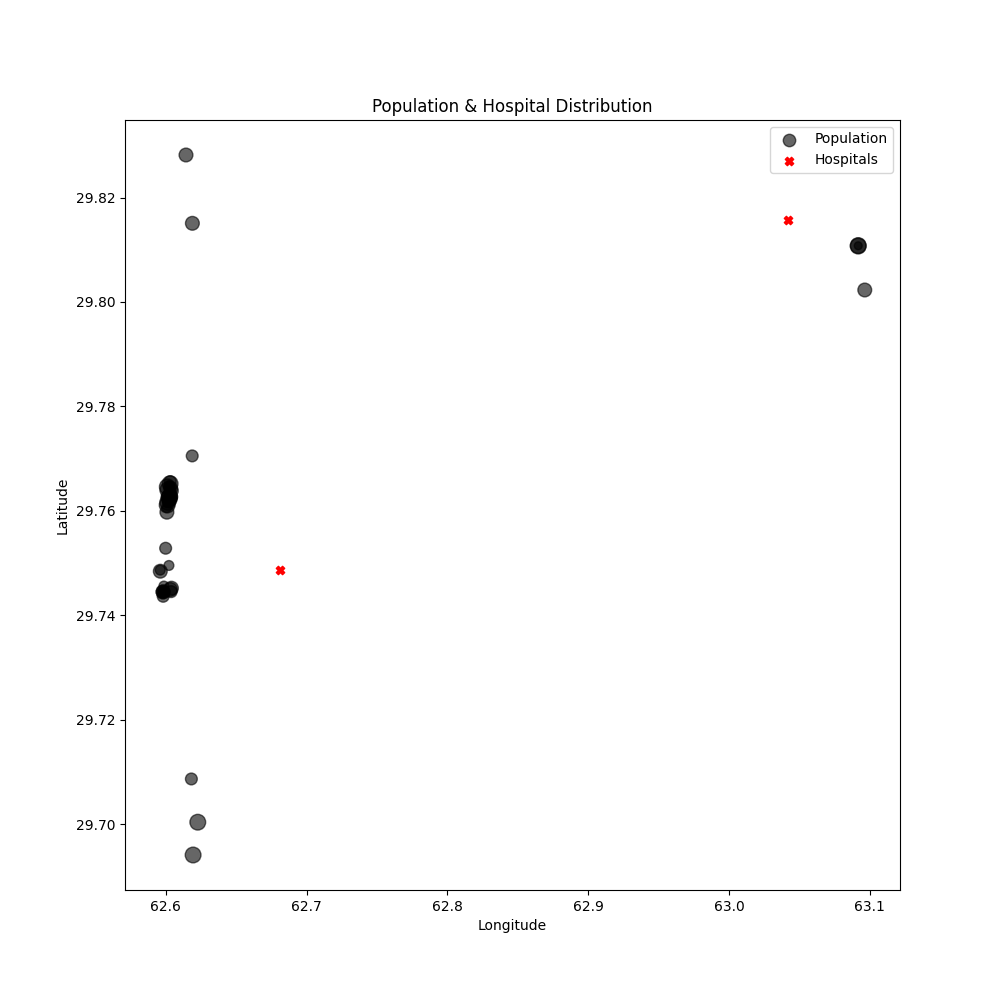 Population & Hospital Distribution
Population
Hospitals
29.82
29.80
29.78
29.76
29.74
29.72
29.70
Latitude
62.6 62.7 62.8 62.9 63.0 63.1
Longitude